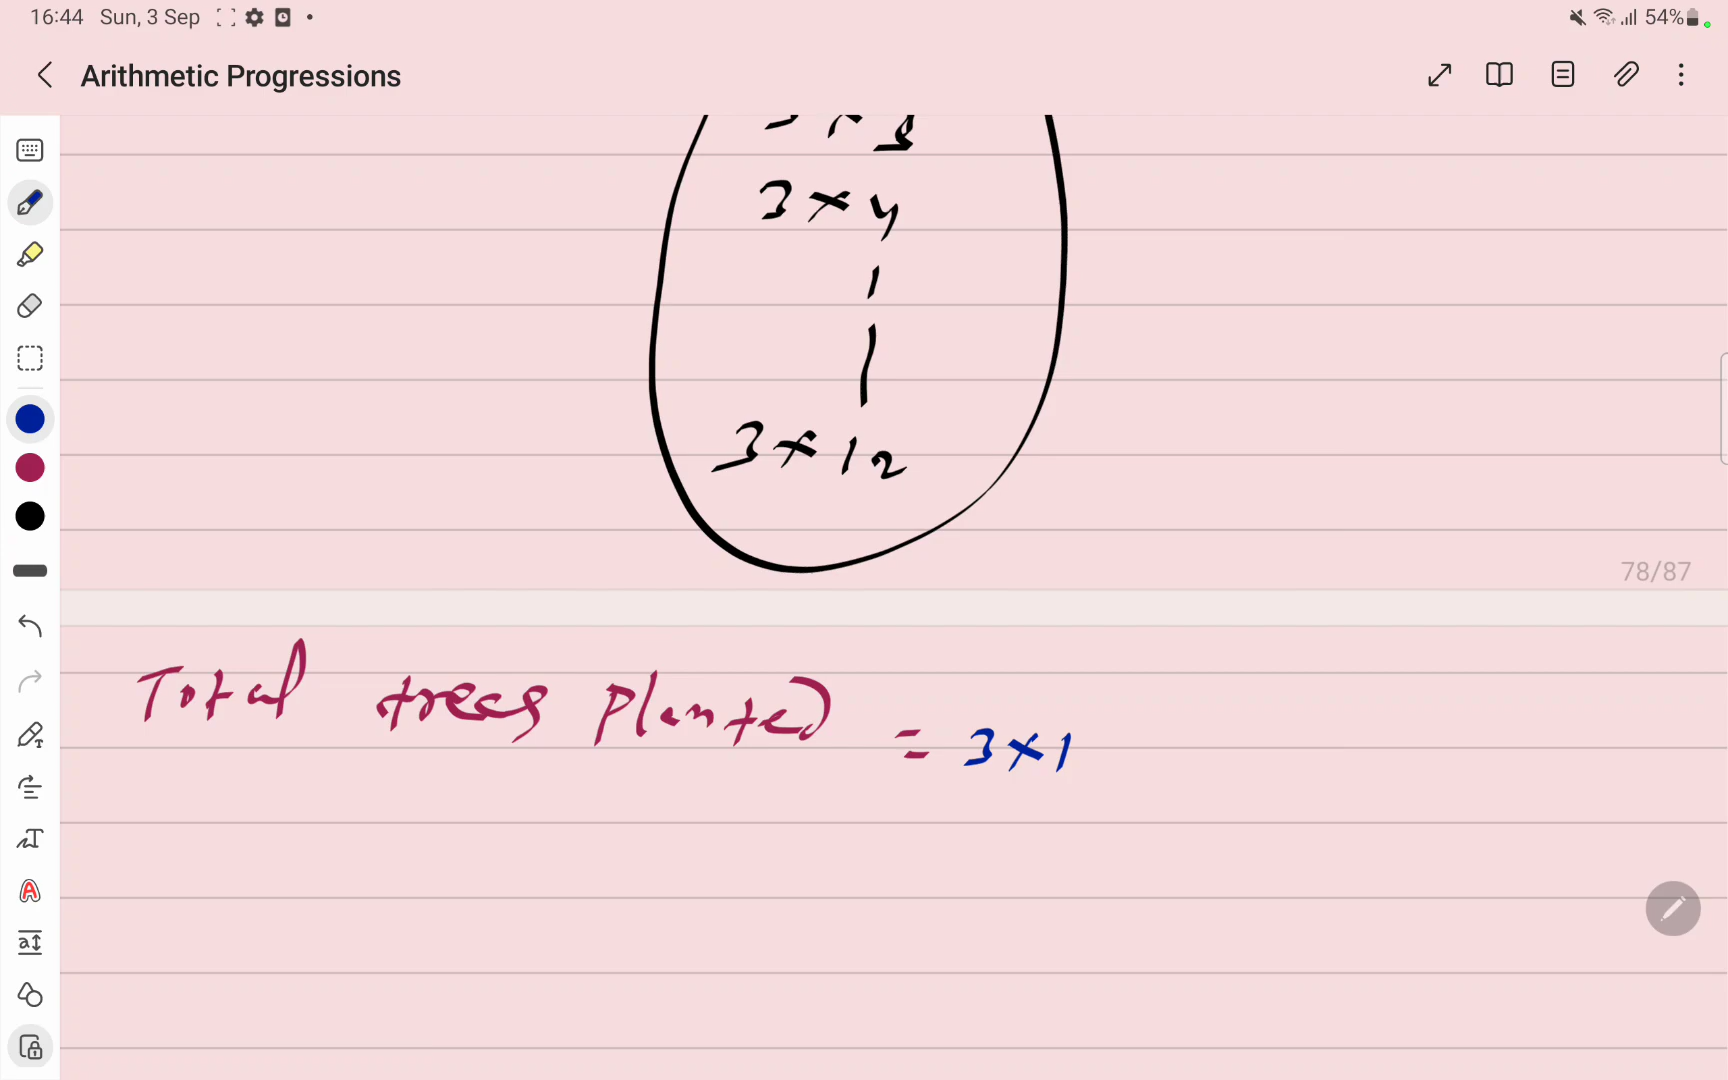 16:44 Sun, 3 Sep 54%
Arithmetic Progressions
3 × 4
3 × 12
78/87
Total trees planted = 3 × 1